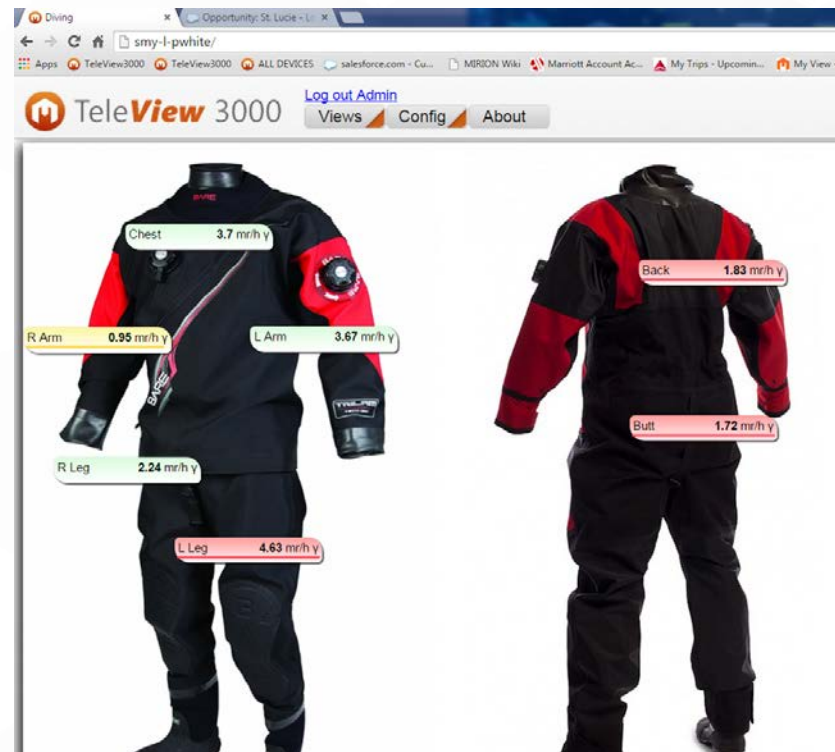 Diving
Opportunity: St. Lucie - L
smy-l-pwhite/
Apps TeleView3000 TeleView3000 ALL DEVICES salesforce.com - Cu... MIRION Wiki Marriott Account Ac... My Trips - Upcomin... My View
TeleView 3000
Log out Admin
Views Config About
BARE
Chest 3.7 mr/h γ
Back 1.83 mr/h γ
R Arm 0.95 mr/h γ
L Arm 3.67 mr/h γ
BARE
TRILAM
Butt 1.72 mr/h γ
R Leg 2.24 mr/h γ
L Leg 4.63 mr/h γ